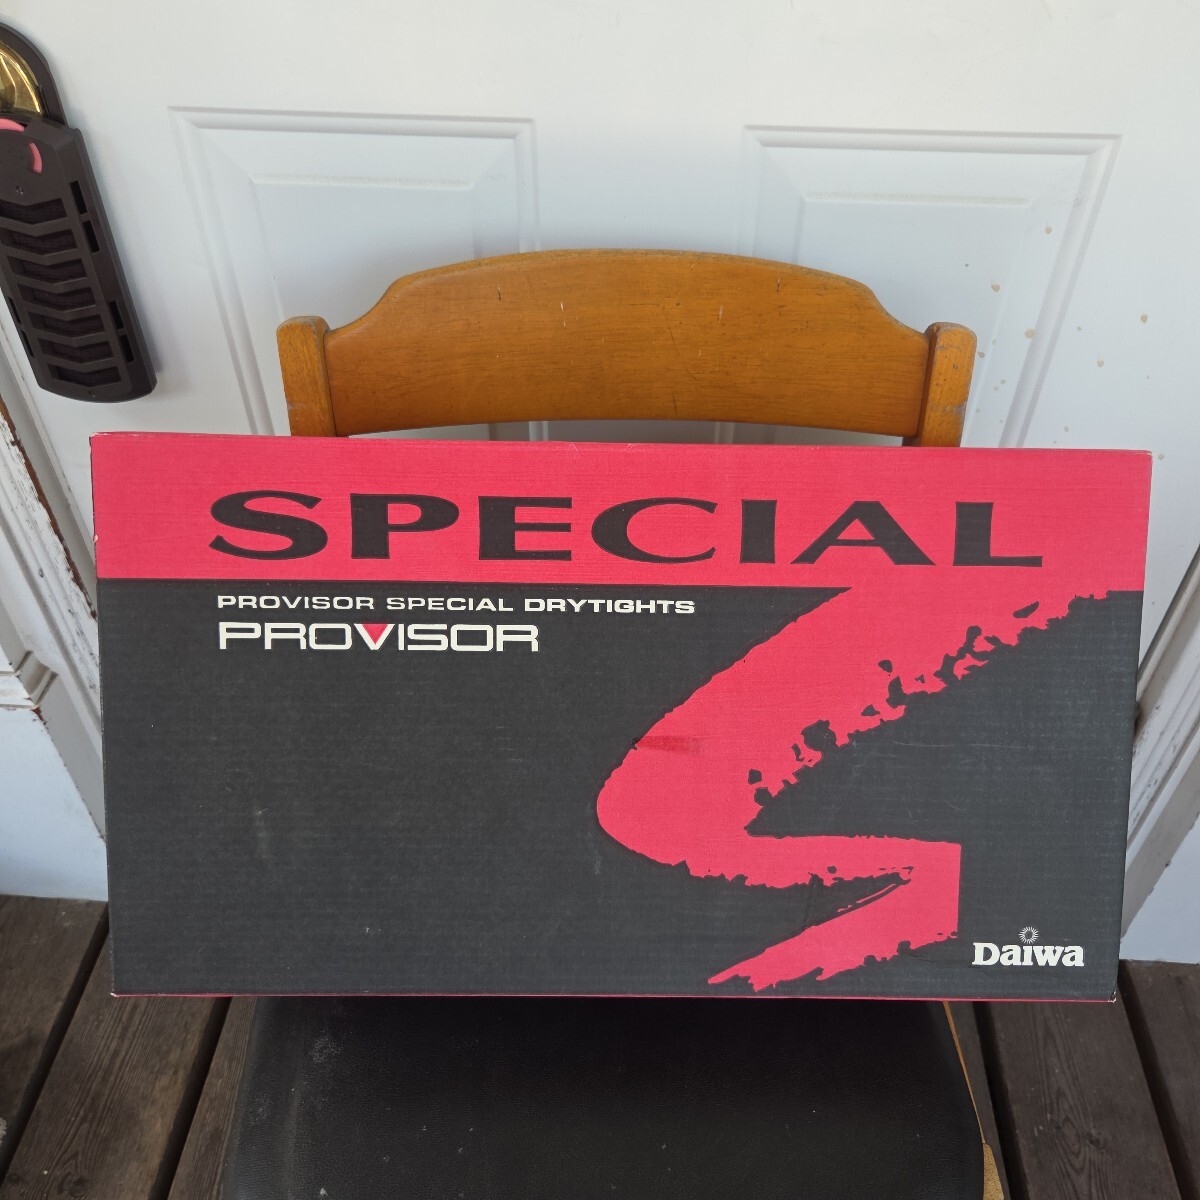 SPECIAL
PROVISOR SPECIAL DRYTIGHTS
PROVISOR
Daiwa